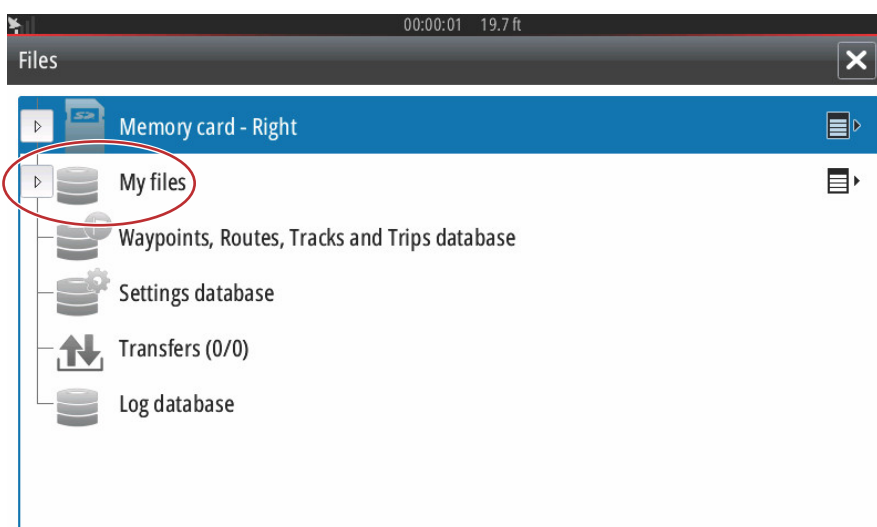 00:00:01 19.7 ft
Files
Memory card - Right
My files
Waypoints, Routes, Tracks and Trips database
Settings database
Transfers (0/0)
Log database